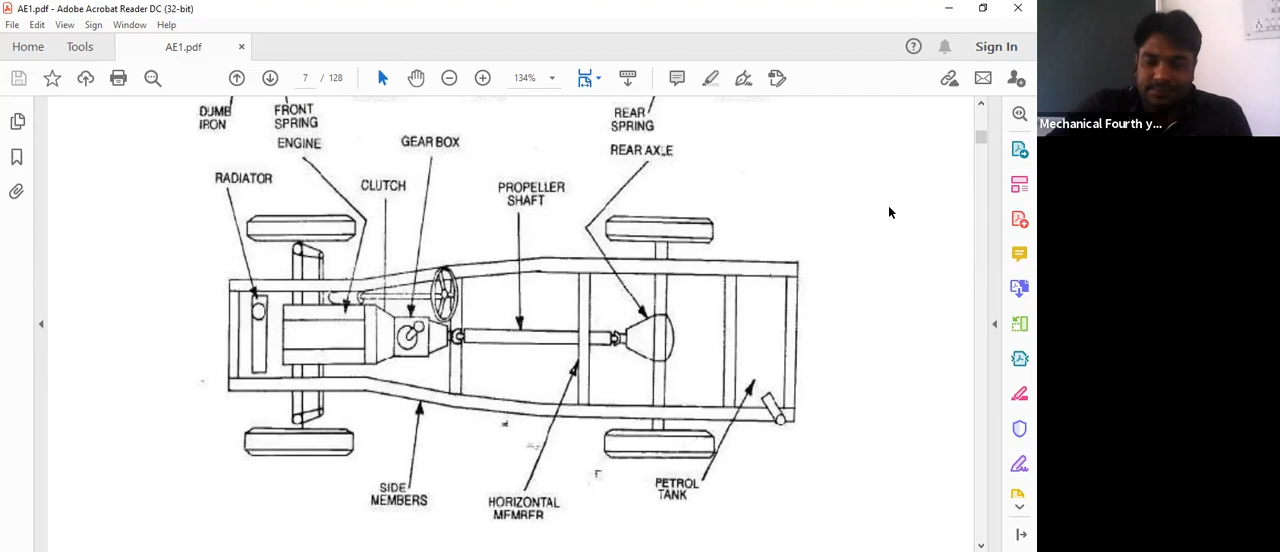 AE1.pdf - Adobe Acrobat Reader DC (32-bit)
File Edit View Sign Window Help
Home Tools AE1.pdf Sign In
7 / 128 134%
Mechanical Fourth y...
DUMB
IRON
FRONT
SPRING
REAR
SPRING
ENGINE
GEAR BOX
REAR AXLE
RADIATOR
CLUTCH
PROPELLER
SHAFT
SIDE
MEMBERS
HORIZONTAL
MEMBER
PETROL
TANK